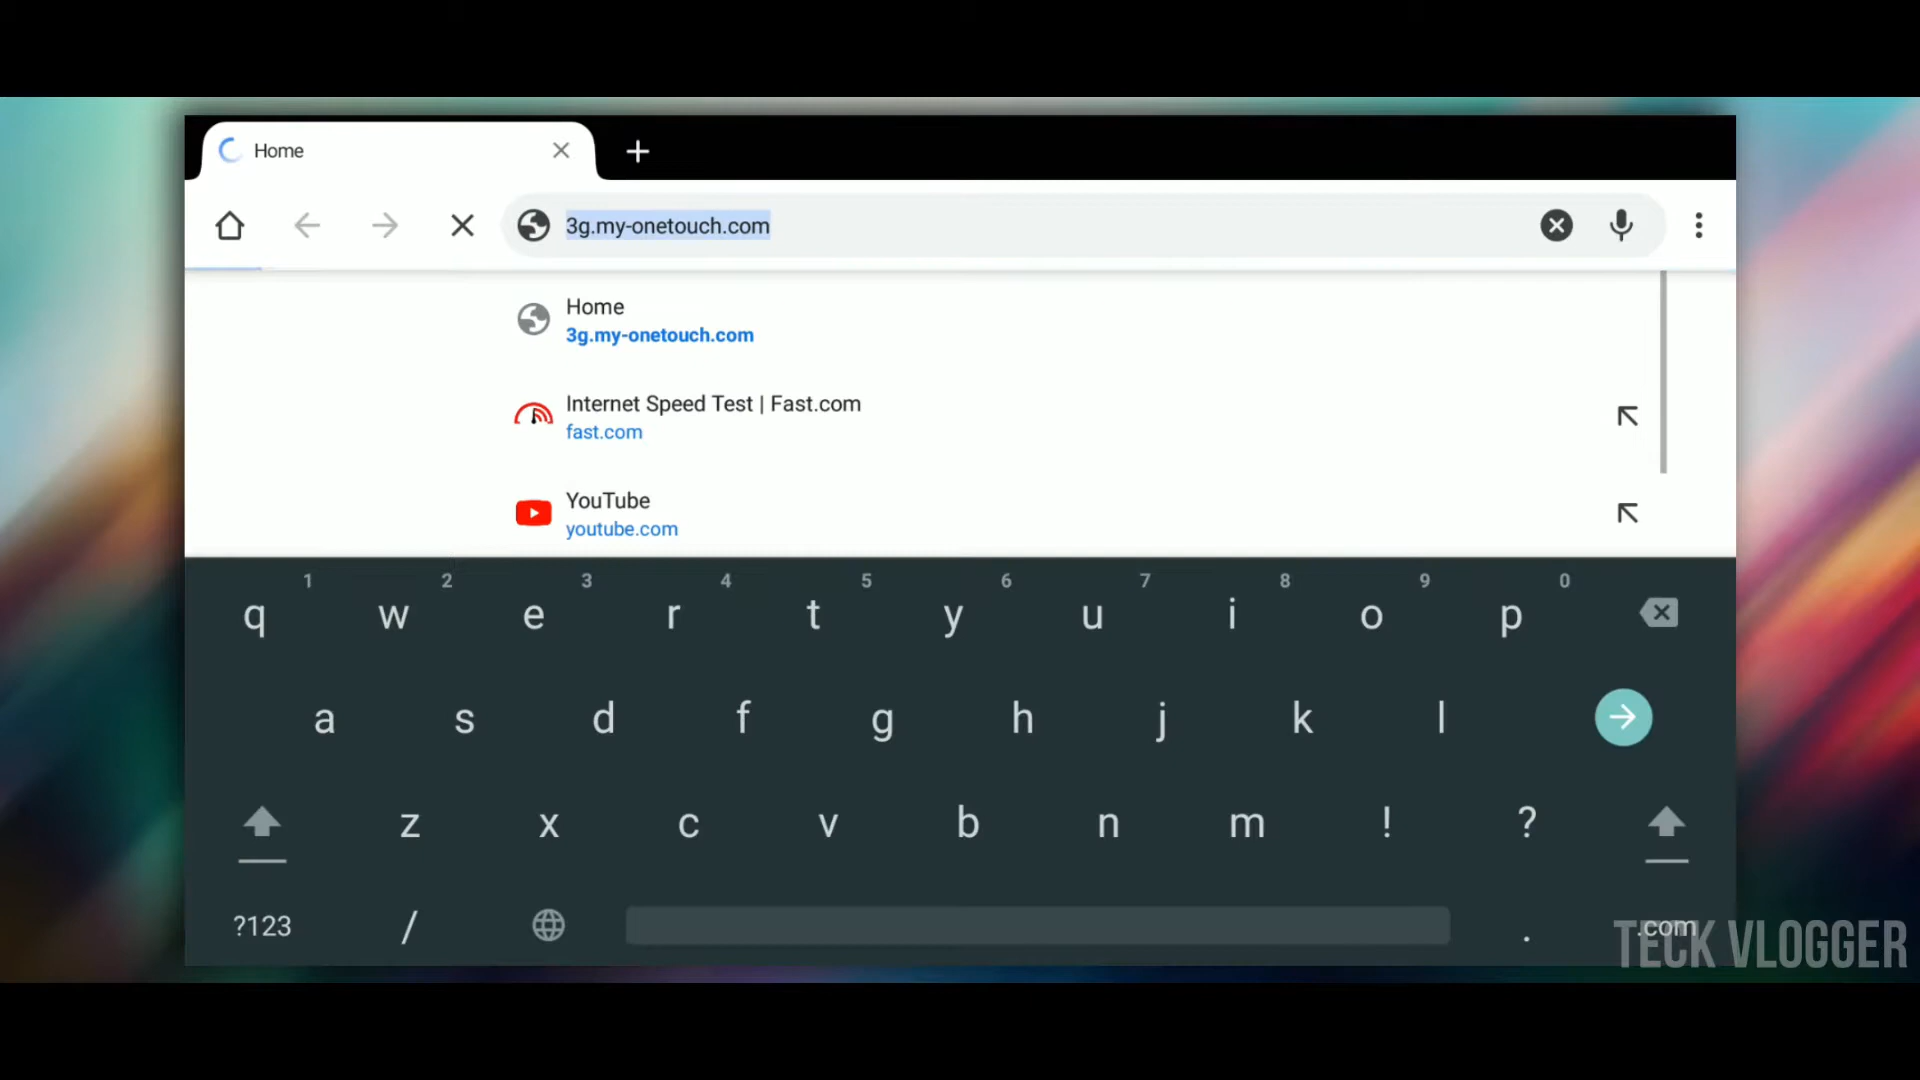 Home
3g.my-onetouch.com
Home
3g.my-onetouch.com
Internet Speed Test | Fast.com
fast.com
YouTube
youtube.com
1 2 3 4 5 6 7 8 9 0
q w e r t y u i o p
a s d f g h j k l
z x c v b n m ! ?
?123 / . .com
TECK VLOGGER